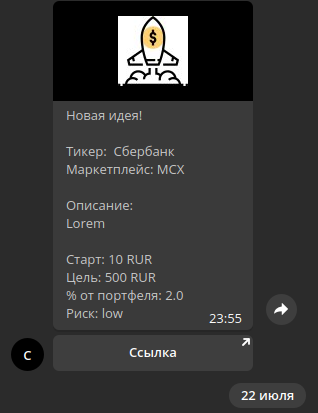 $
Новая идея!
Тикер:  Сбербанк
Маркетплейс: MCX
Описание:
Lorem
Старт: 10 RUR
Цель: 500 RUR
% от портфеля: 2.0
Риск: low
23:55
С
Ссылка
22 июля